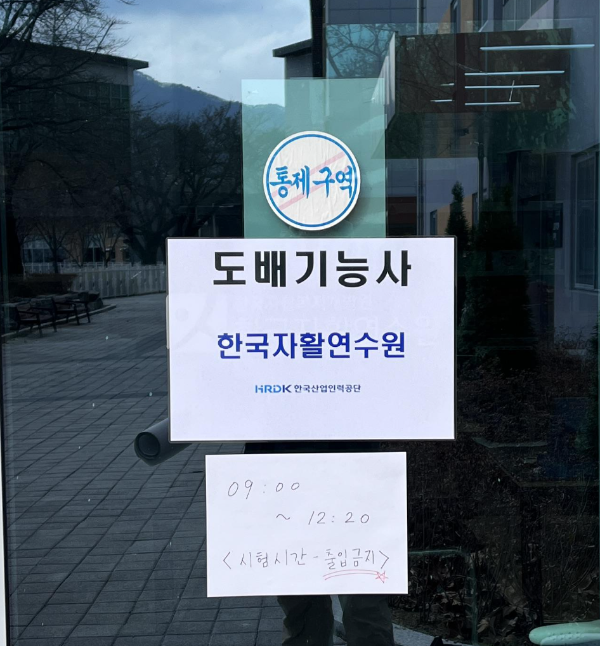 통제구역
도배기능사
한국자활연수원
HRDK 한국산업인력공단
09:00
~ 12:20
<시험시간 - 출입금지>